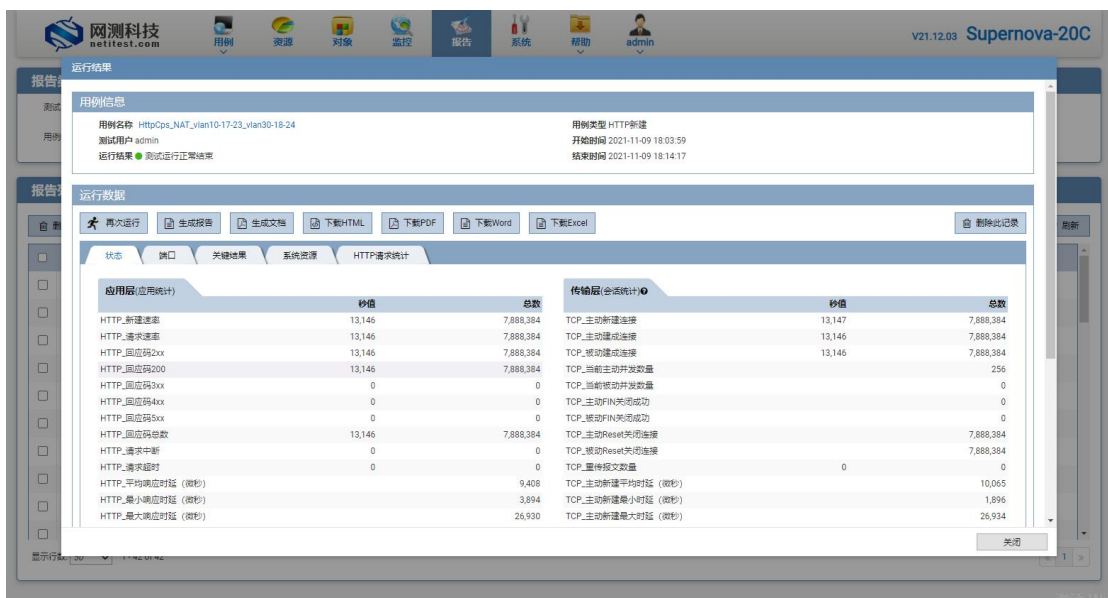 网测科技
netitest.com
用例
资源
对象
监控
报告
系统
帮助
admin
V21.12.03 Supernova-20C
运行结果
报告
测试
用例
用例信息
用例名称 HttpCps_NAT_vlan10-17-23_vlan30-18-24
用例类型 HTTP新建
测试用户 admin
开始时间 2021-11-09 18:03:59
运行结果 测试运行正常结束
结束时间 2021-11-09 18:14:17
报告
运行数据
再次运行 生成报告 生成文档 下载HTML 下载PDF 下载Word 下载Excel 删除此记录
刷新
状态 端口 关键结果 系统资源 HTTP请求统计
应用层(应用统计)
秒值 总数
HTTP_新建速率 13,146 7,888,384
HTTP_请求速率 13,146 7,888,384
HTTP_回应码2xx 13,146 7,888,384
HTTP_回应码200 13,146 7,888,384
HTTP_回应码3xx 0 0
HTTP_回应码4xx 0 0
HTTP_回应码5xx 0 0
HTTP_回应码总数 13,146 7,888,384
HTTP_请求中断 0 0
HTTP_请求超时 0 0
HTTP_平均响应时延 (微秒) 9,408
HTTP_最小响应时延 (微秒) 3,894
HTTP_最大响应时延 (微秒) 26,930
传输层(会话统计)
秒值 总数
TCP_主动新建连接 13,147 7,888,384
TCP_主动建成连接 13,146 7,888,384
TCP_被动建成连接 13,146 7,888,384
TCP_当前主动并发数量 256
TCP_当前被动并发数量 0
TCP_主动FIN关闭成功 0
TCP_被动FIN关闭成功 0
TCP_主动Reset关闭连接 7,888,384
TCP_被动Reset关闭连接 7,888,384
TCP_重传报文数量 0 0
TCP_主动新建平均时延 (微秒) 10,065
TCP_主动新建最小时延 (微秒) 1,896
TCP_主动新建最大时延 (微秒) 26,934
关闭
显示行数 50 1 - 42 of 42
1